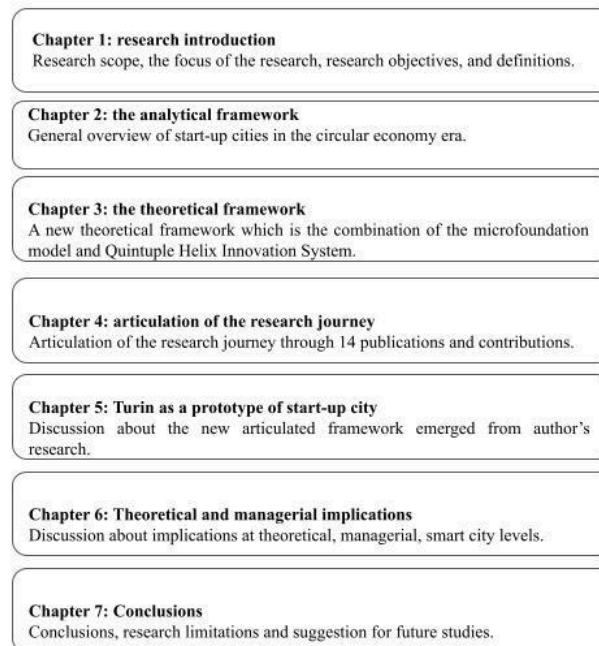 Chapter 1: research introduction
Research scope, the focus of the research, research objectives, and definitions.
Chapter 2: the analytical framework
General overview of start-up cities in the circular economy era.
Chapter 3: the theoretical framework
A new theoretical framework which is the combination of the microfoundation
model and Quintuple Helix Innovation System.
Chapter 4: articulation of the research journey
Articulation of the research journey through 14 publications and contributions.
Chapter 5: Turin as a prototype of start-up city
Discussion about the new articulated framework emerged from author's
research.
Chapter 6: Theoretical and managerial implications
Discussion about implications at theoretical, managerial, smart city levels.
Chapter 7: Conclusions
Conclusions, research limitations and suggestion for future studies.